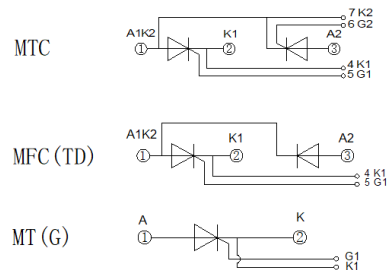 7 K2
6 G2
A1K2 K1 A2
MTC ① ② ③
4 K1
5 G1
A1K2 K1 A2
MFC(TD) ① ② ③
4 K1
5 G1
A K
MT(G) ① ②
G1
K1